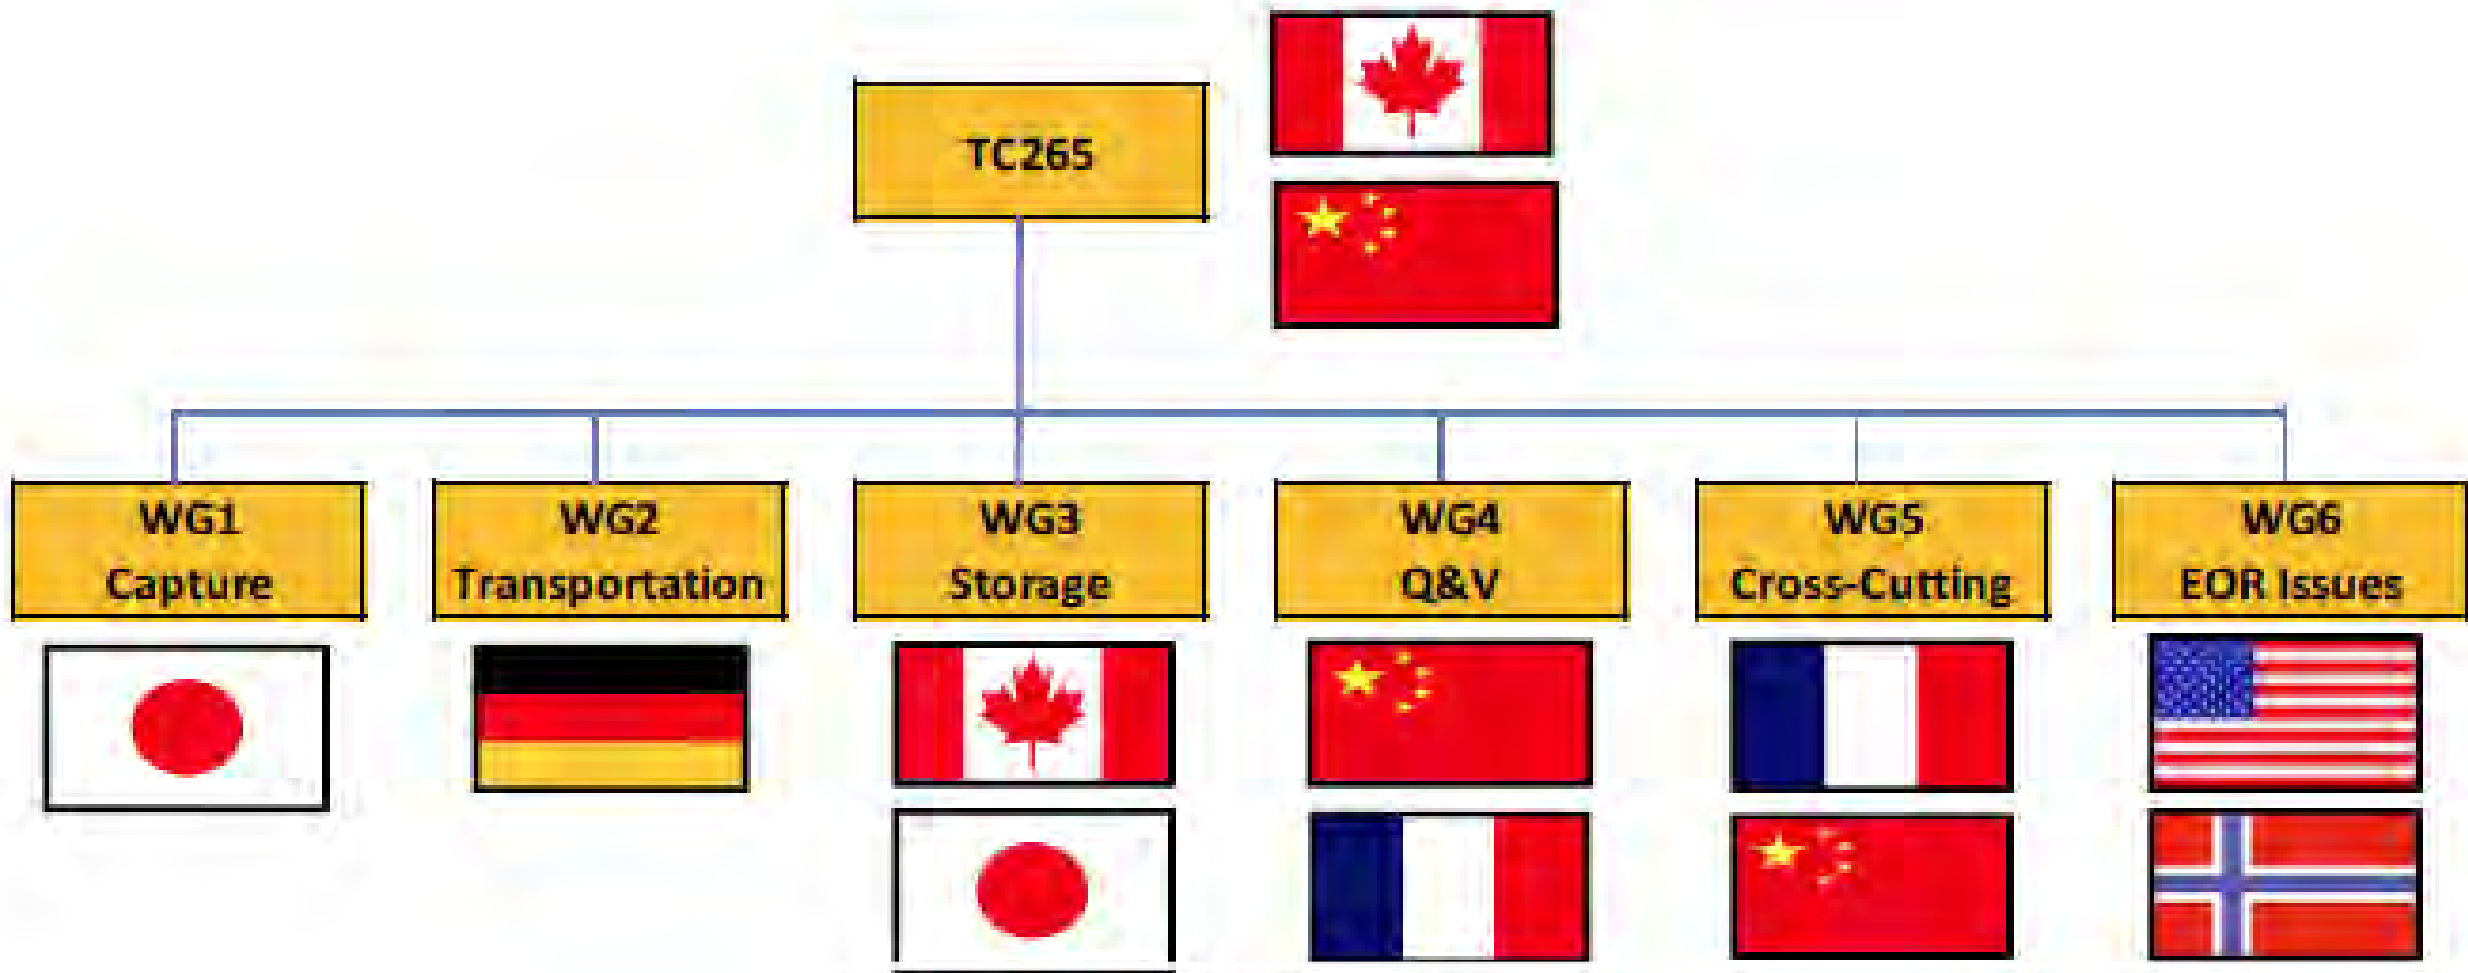 TC265
WG1
Capture
WG2
Transportation
WG3
Storage
WG4
Q&V
WG5
Cross-Cutting
WG6
EOR Issues